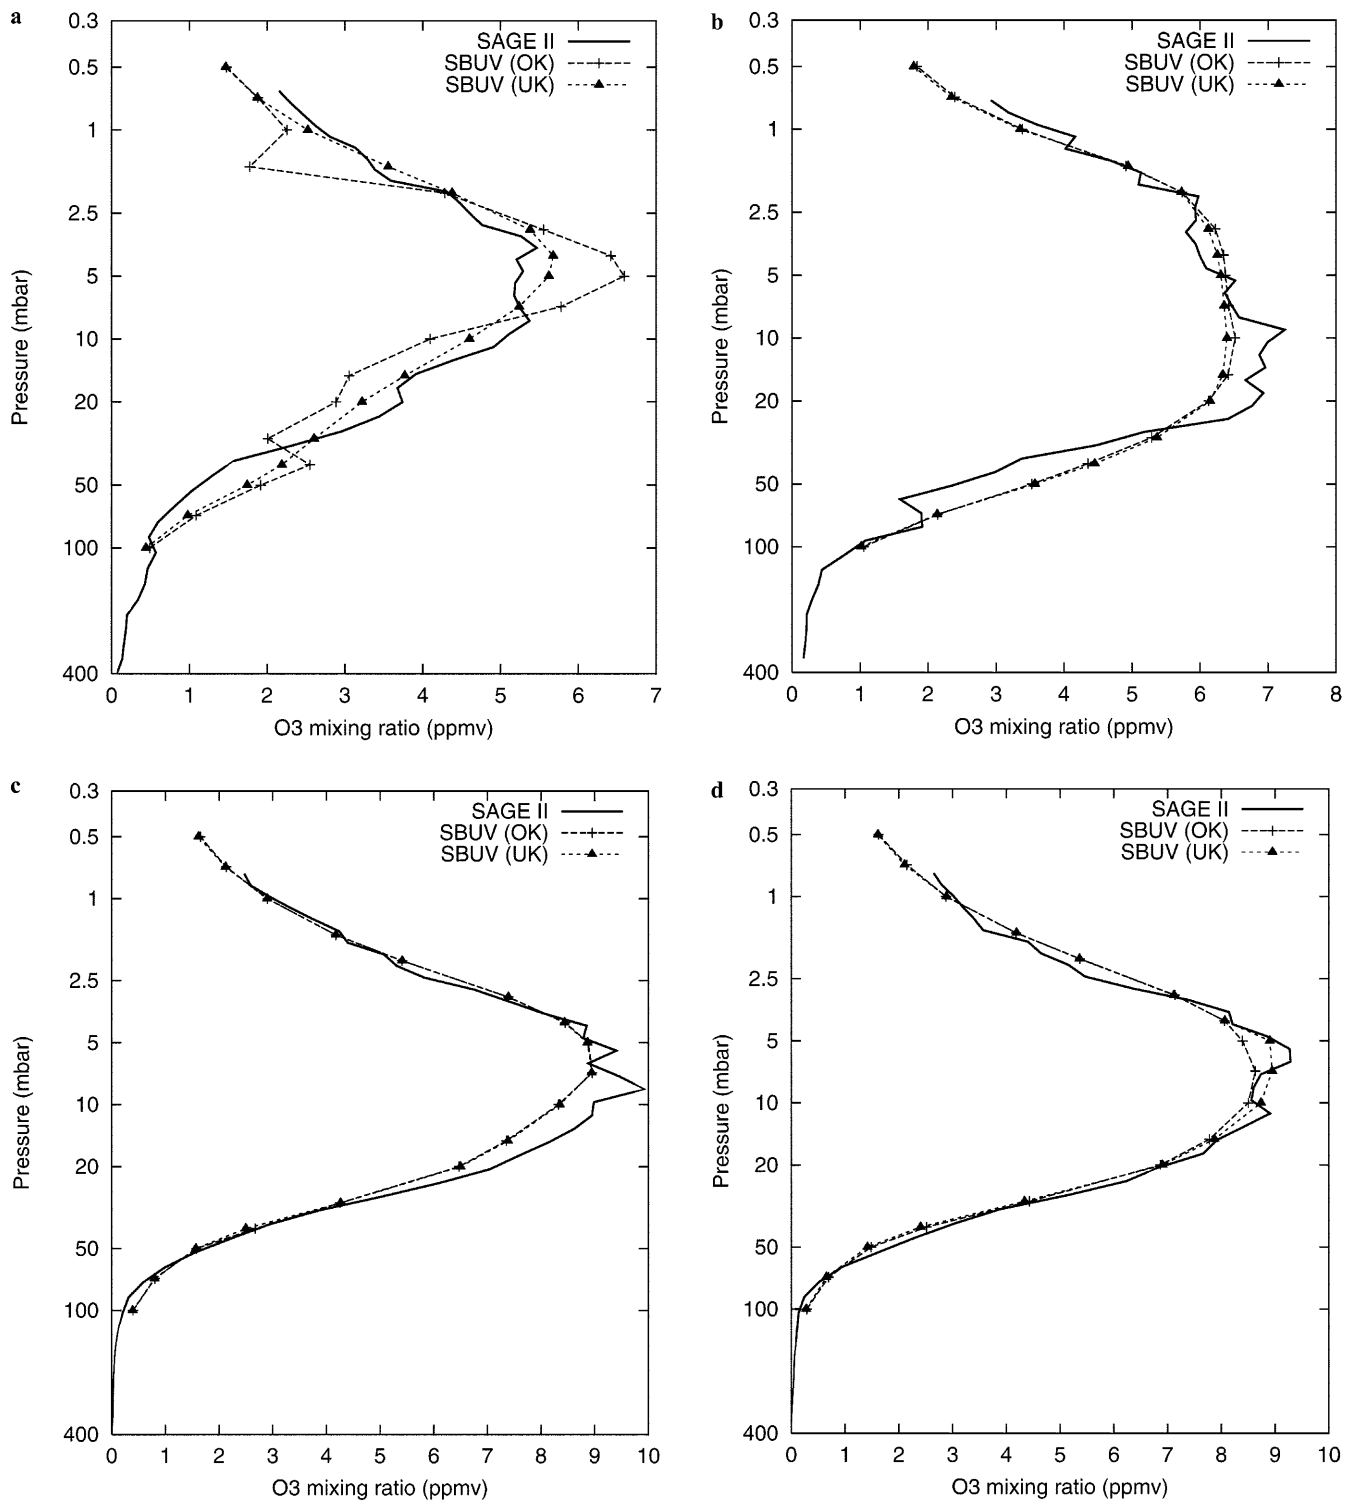 a
0.3
0.5
1
2.5
5
10
20
50
100
400
Pressure (mbar)
SAGE II
SBUV (OK)
SBUV (UK)
0 1 2 3 4 5 6 7
O3 mixing ratio (ppmv)
b
0.3
0.5
1
2.5
5
10
20
50
100
400
Pressure (mbar)
SAGE II
SBUV (OK)
SBUV (UK)
0 1 2 3 4 5 6 7 8
O3 mixing ratio (ppmv)
c
0.3
0.5
1
2.5
5
10
20
50
100
400
Pressure (mbar)
SAGE II
SBUV (OK)
SBUV (UK)
0 1 2 3 4 5 6 7 8 9 10
O3 mixing ratio (ppmv)
d
0.3
0.5
1
2.5
5
10
20
50
100
400
Pressure (mbar)
SAGE II
SBUV (OK)
SBUV (UK)
0 1 2 3 4 5 6 7 8 9 10
O3 mixing ratio (ppmv)